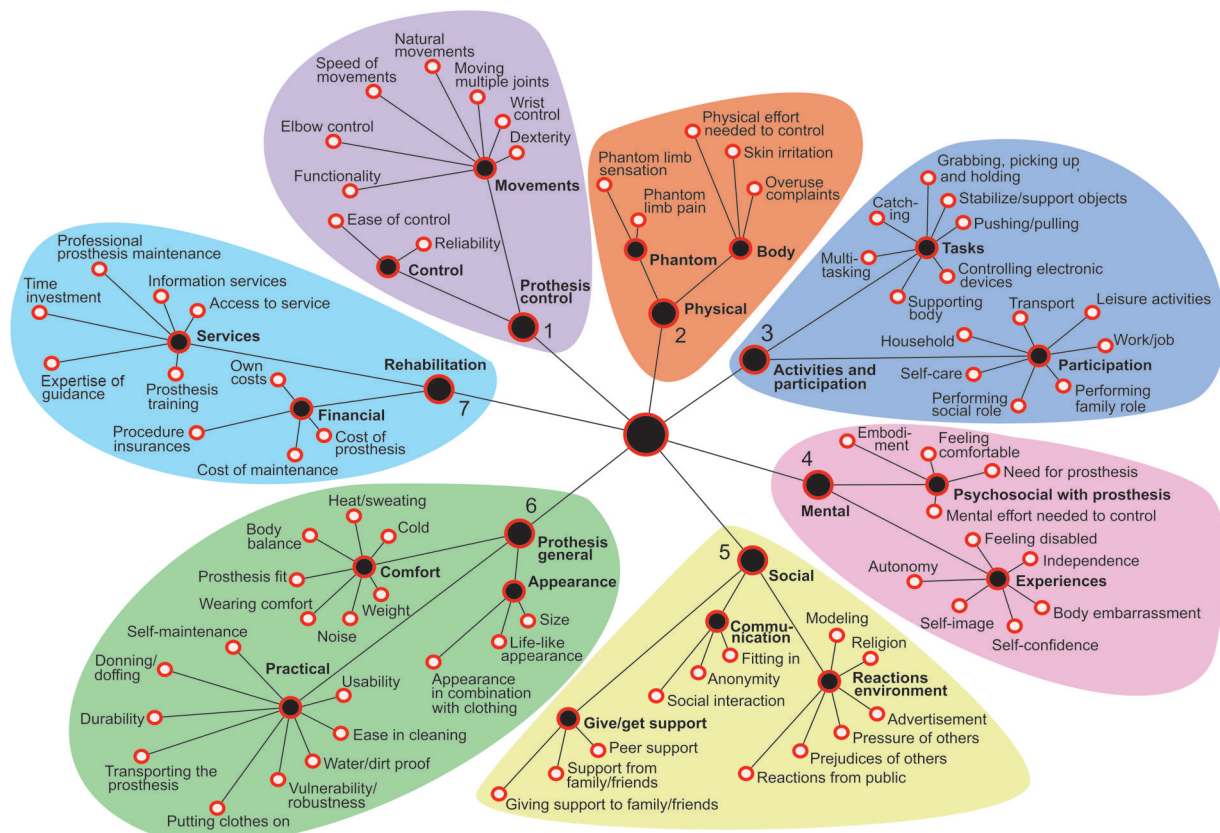 Natural
movements
Speed of
movements
Moving
multiple joints
Wrist
control
Elbow control
Dexterity
Functionality
Movements
Ease of control
Reliability
Control
Prothesis
control
1
Physical effort
needed to control
Phantom limb
sensation
Skin irritation
Phantom
limb pain
Overuse
complaints
Phantom
Body
Physical
2
Grabbing, picking up,
and holding
Catch-
ing
Stabilize/support objects
Pushing/pulling
Tasks
Multi-
tasking
Controlling electronic
devices
Supporting
body
Transport
Leisure activities
Household
Work/job
3
Activities and
participation
Participation
Self-care
Performing
social role
Performing
family role
Embodi-
ment
Feeling
comfortable
4
Need for prosthesis
Mental
Psychosocial with prosthesis
Mental effort needed to control
Feeling disabled
Autonomy
Independence
Experiences
Self-image
Body embarrassment
Self-confidence
5
Social
Commu-
nication
Modeling
Religion
Fitting in
Anonymity
Social interaction
Reactions
environment
Give/get support
Advertisement
Pressure of others
Peer support
Prejudices of others
Support from
family/friends
Reactions from public
Giving support to family/friends
6
Prothesis
general
Heat/sweating
Cold
Body
balance
Comfort
Appearance
Prosthesis fit
Wearing comfort
Weight
Noise
Size
Life-like
appearance
Appearance
in combination
with clothing
Self-maintenance
Donning/
doffing
Practical
Usability
Durability
Ease in cleaning
Transporting the
prosthesis
Water/dirt proof
Vulnerability/
robustness
Putting clothes on
Professional
prosthesis maintenance
Time
investment
Information services
Access to service
Services
Rehabilitation
7
Expertise of
guidance
Prosthesis
training
Own
costs
Financial
Procedure
insurances
Cost of
prosthesis
Cost of maintenance